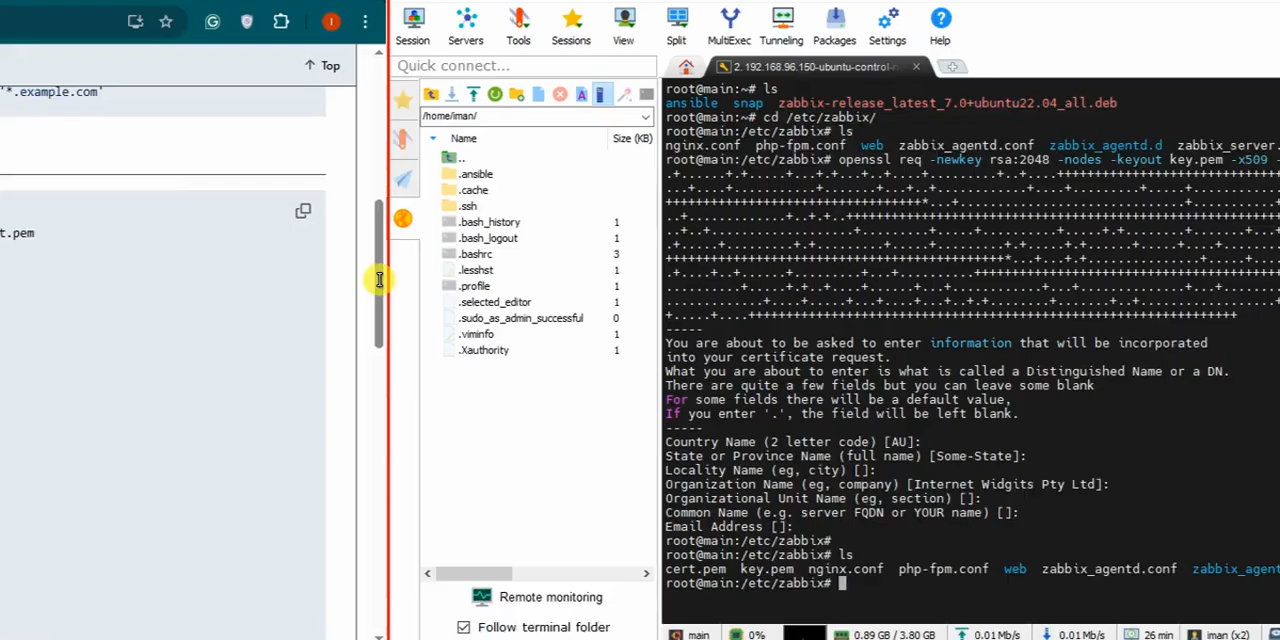 Top
'*.example.com'
t.pem
Session
Servers
Tools
Sessions
View
Split
MultiExec
Tunneling
Packages
Settings
Help
Quick connect...
2. 192.168.96.150-ubuntu-control-
/home/iman/
Name
Size (KB)
..
.ansible
.cache
.ssh
.bash_history 1
.bash_logout 1
.bashrc 3
.lesshst 1
.profile 1
.selected_editor 1
.sudo_as_admin_successful 0
.viminfo 1
.Xauthority 1
Remote monitoring
Follow terminal folder
root@main:~# ls
ansible snap zabbix-release_latest_7.0+ubuntu22.04_all.deb
root@main:~# cd /etc/zabbix/
root@main:/etc/zabbix# ls
nginx.conf php-fpm.conf web zabbix_agentd.conf zabbix_agentd.d zabbix_server.
root@main:/etc/zabbix# openssl req -newkey rsa:2048 -nodes -keyout key.pem -x509 -
-----
You are about to be asked to enter information that will be incorporated
into your certificate request.
What you are about to enter is what is called a Distinguished Name or a DN.
There are quite a few fields but you can leave some blank
For some fields there will be a default value,
If you enter '.', the field will be left blank.
-----
Country Name (2 letter code) [AU]:
State or Province Name (full name) [Some-State]:
Locality Name (eg, city) []:
Organization Name (eg, company) [Internet Widgits Pty Ltd]:
Organizational Unit Name (eg, section) []:
Common Name (e.g. server FQDN or YOUR name) []:
Email Address []:
root@main:/etc/zabbix#
root@main:/etc/zabbix# ls
cert.pem key.pem nginx.conf php-fpm.conf web zabbix_agentd.conf zabbix_agent
root@main:/etc/zabbix#
main 0% 0.89 GB / 3.80 GB 0.01 Mb/s 0.01 Mb/s 26 min iman (x2)